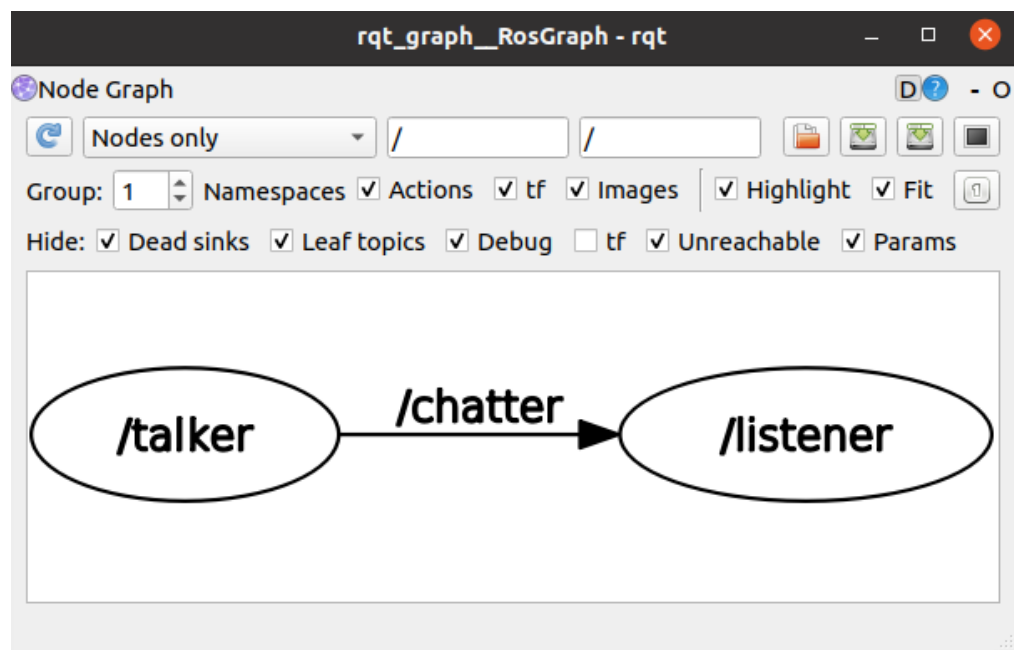 rqt_graph__RosGraph - rqt
Node Graph D ? - O
Nodes only / /
Group: 1 Namespaces Actions tf Images Highlight Fit 1
Hide: Dead sinks Leaf topics Debug tf Unreachable Params
/chatter
/talker /listener